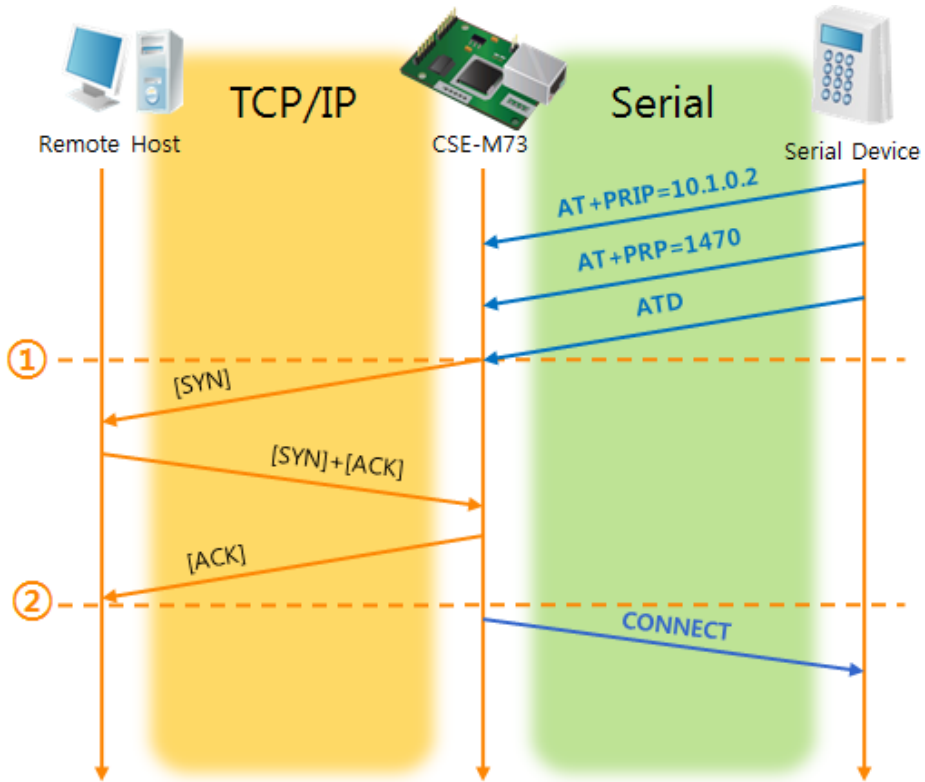 TCP/IP
Serial
Remote Host
CSE-M73
Serial Device
AT+PRIP=10.1.0.2
AT+PRP=1470
ATD
①
[SYN]
[SYN]+[ACK]
[ACK]
②
CONNECT